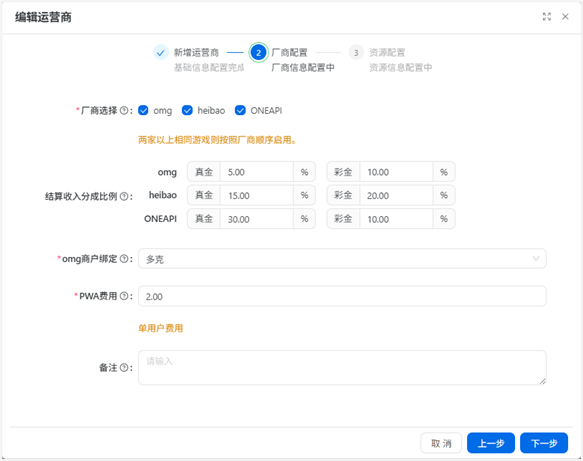 编辑运营商
新增运营商 2 厂商配置 3 资源配置
基础信息配置完成 厂商信息配置中 资源信息配置中
*厂商选择 ?: omg heibao ONEAPI
两家以上相同游戏则按照厂商顺序启用。
omg 真金 5.00 % 彩金 10.00 %
结算收入分成比例 ?: heibao 真金 15.00 % 彩金 20.00 %
ONEAPI 真金 30.00 % 彩金 10.00 %
*omg商户绑定 ?: 多克
*PWA费用 ?: 2.00
单用户费用
备注 ?: 请输入
取 消 上一步 下一步